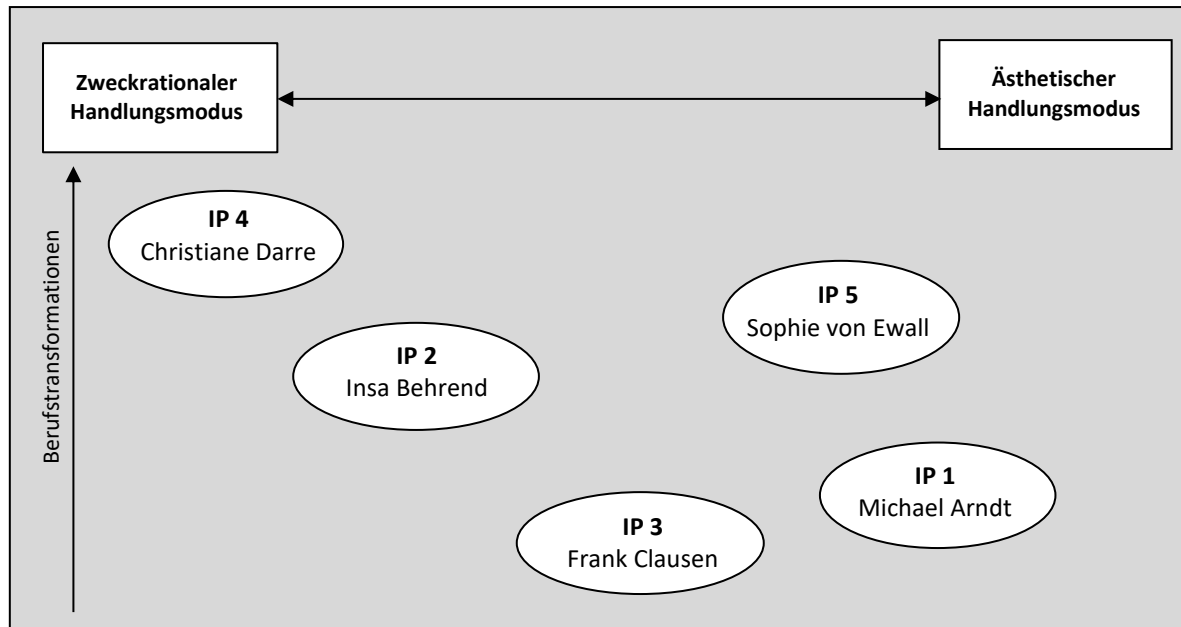 Zweckrationaler
Handlungsmodus
Ästhetischer
Handlungsmodus
Berufstransformationen
IP 4
Christiane Darre
IP 5
Sophie von Ewall
IP 2
Insa Behrend
IP 1
Michael Arndt
IP 3
Frank Clausen